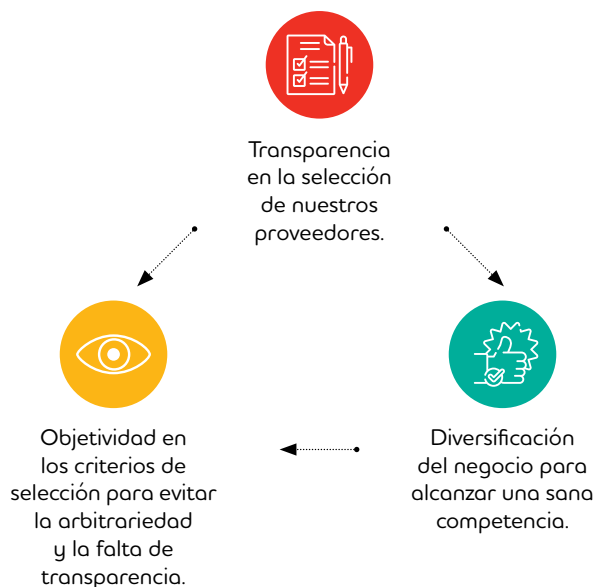 Transparencia
en la selección
de nuestros
proveedores.
Objetividad en
los criterios de
selección para evitar
la arbitrariedad
y la falta de
transparencia.
Diversificación
del negocio para
alcanzar una sana
competencia.